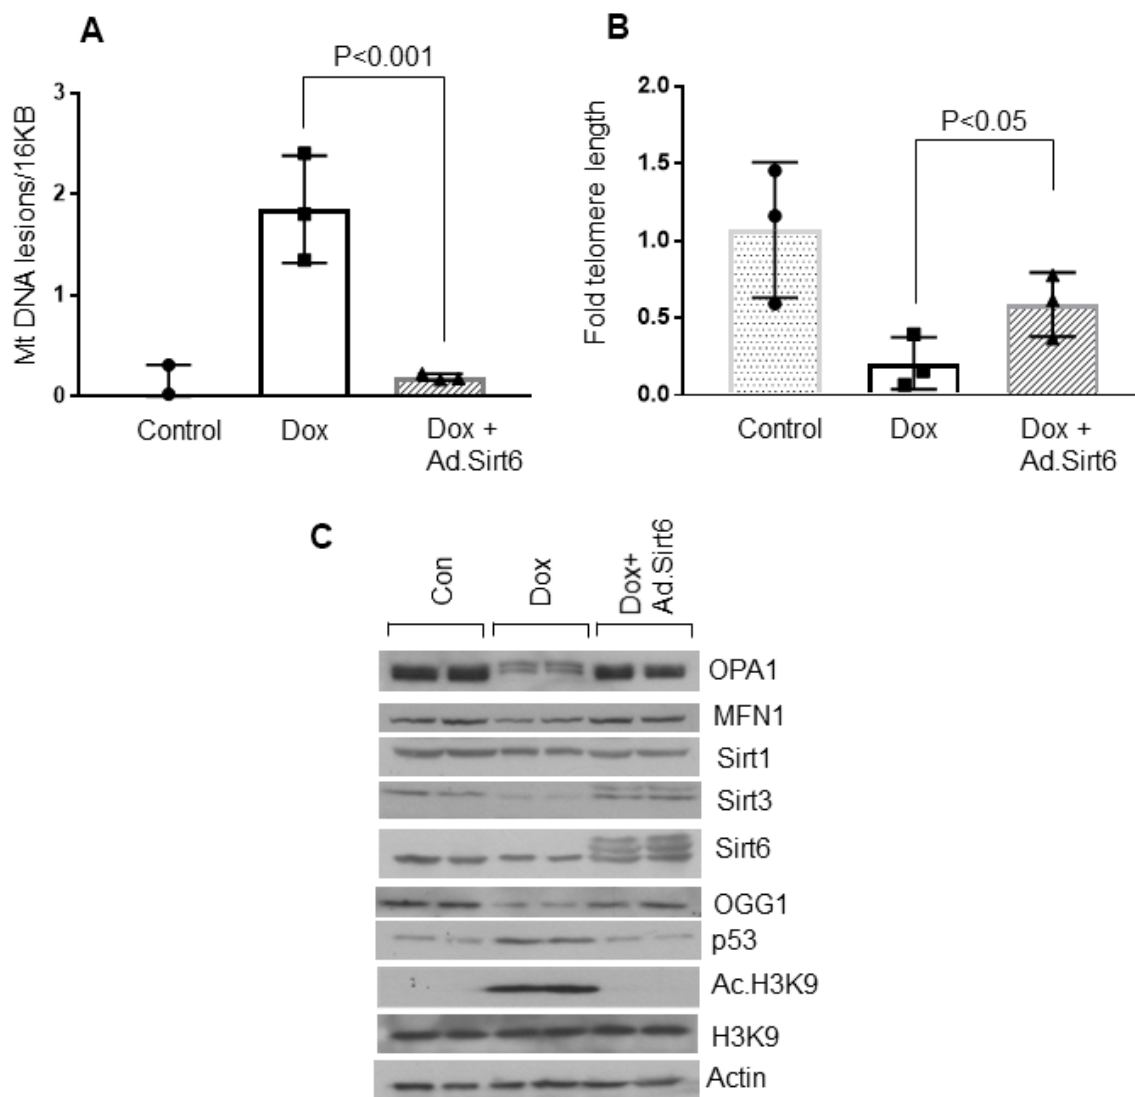 A
P<0.001
Mt DNA lesions/16KB
3
2
1
0
Control
Dox
Dox +
Ad.Sirt6
B
P<0.05
Fold telomere length
2.0
1.5
1.0
0.5
0.0
Control
Dox
Dox +
Ad.Sirt6
C
Con
Dox
Dox+
Ad.Sirt6
OPA1
MFN1
Sirt1
Sirt3
Sirt6
OGG1
p53
Ac.H3K9
H3K9
Actin